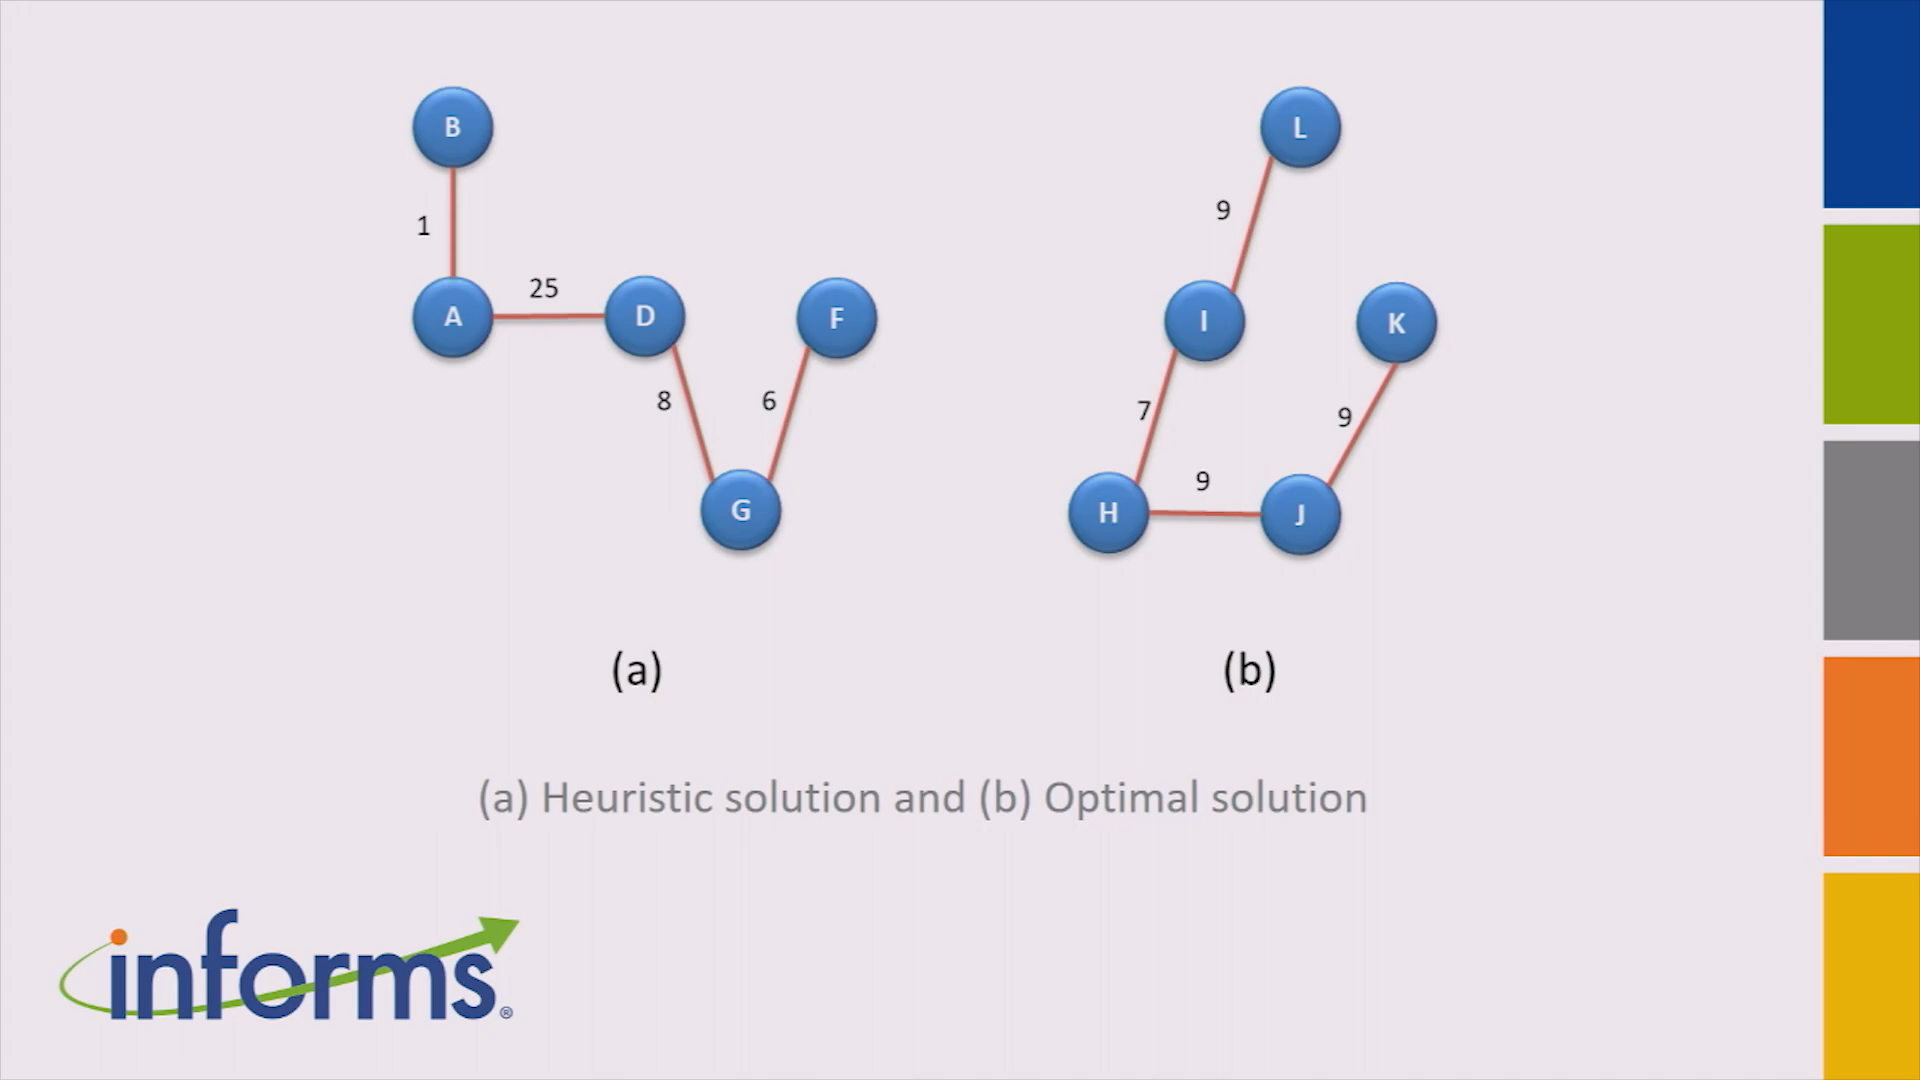 B
L
1
9
25
A
D
F
I
K
8
6
7
9
9
G
H
J
(a)
(b)
(a) Heuristic solution and (b) Optimal solution
informs®